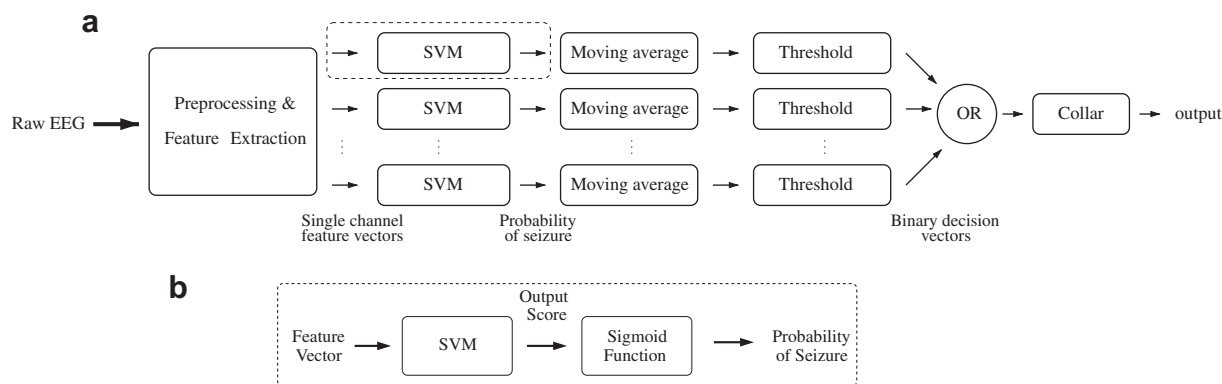 a
Raw EEG
Preprocessing &
Feature Extraction
SVM
Moving average
Threshold
SVM
Moving average
Threshold
OR
Collar
output
SVM
Moving average
Threshold
Single channel
feature vectors
Probability
of seizure
Binary decision
vectors
b
Feature
Vector
SVM
Output
Score
Sigmoid
Function
Probability
of Seizure